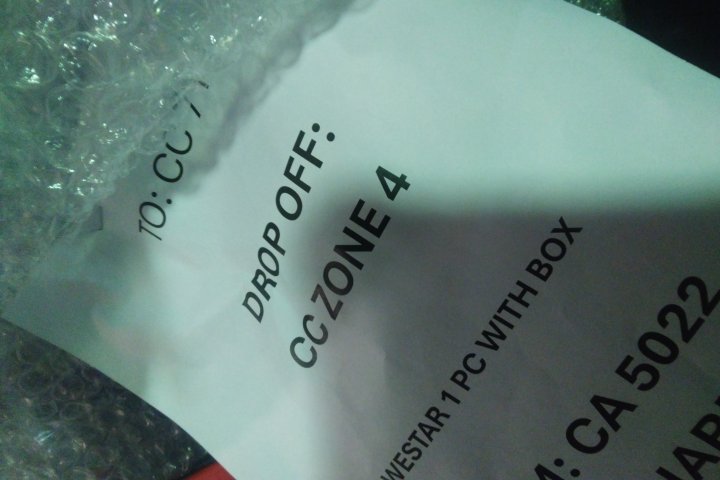 TO: CC
DROP OFF:
CC ZONE 4
WESTAR 1 PC WITH BOX
: CA 5022